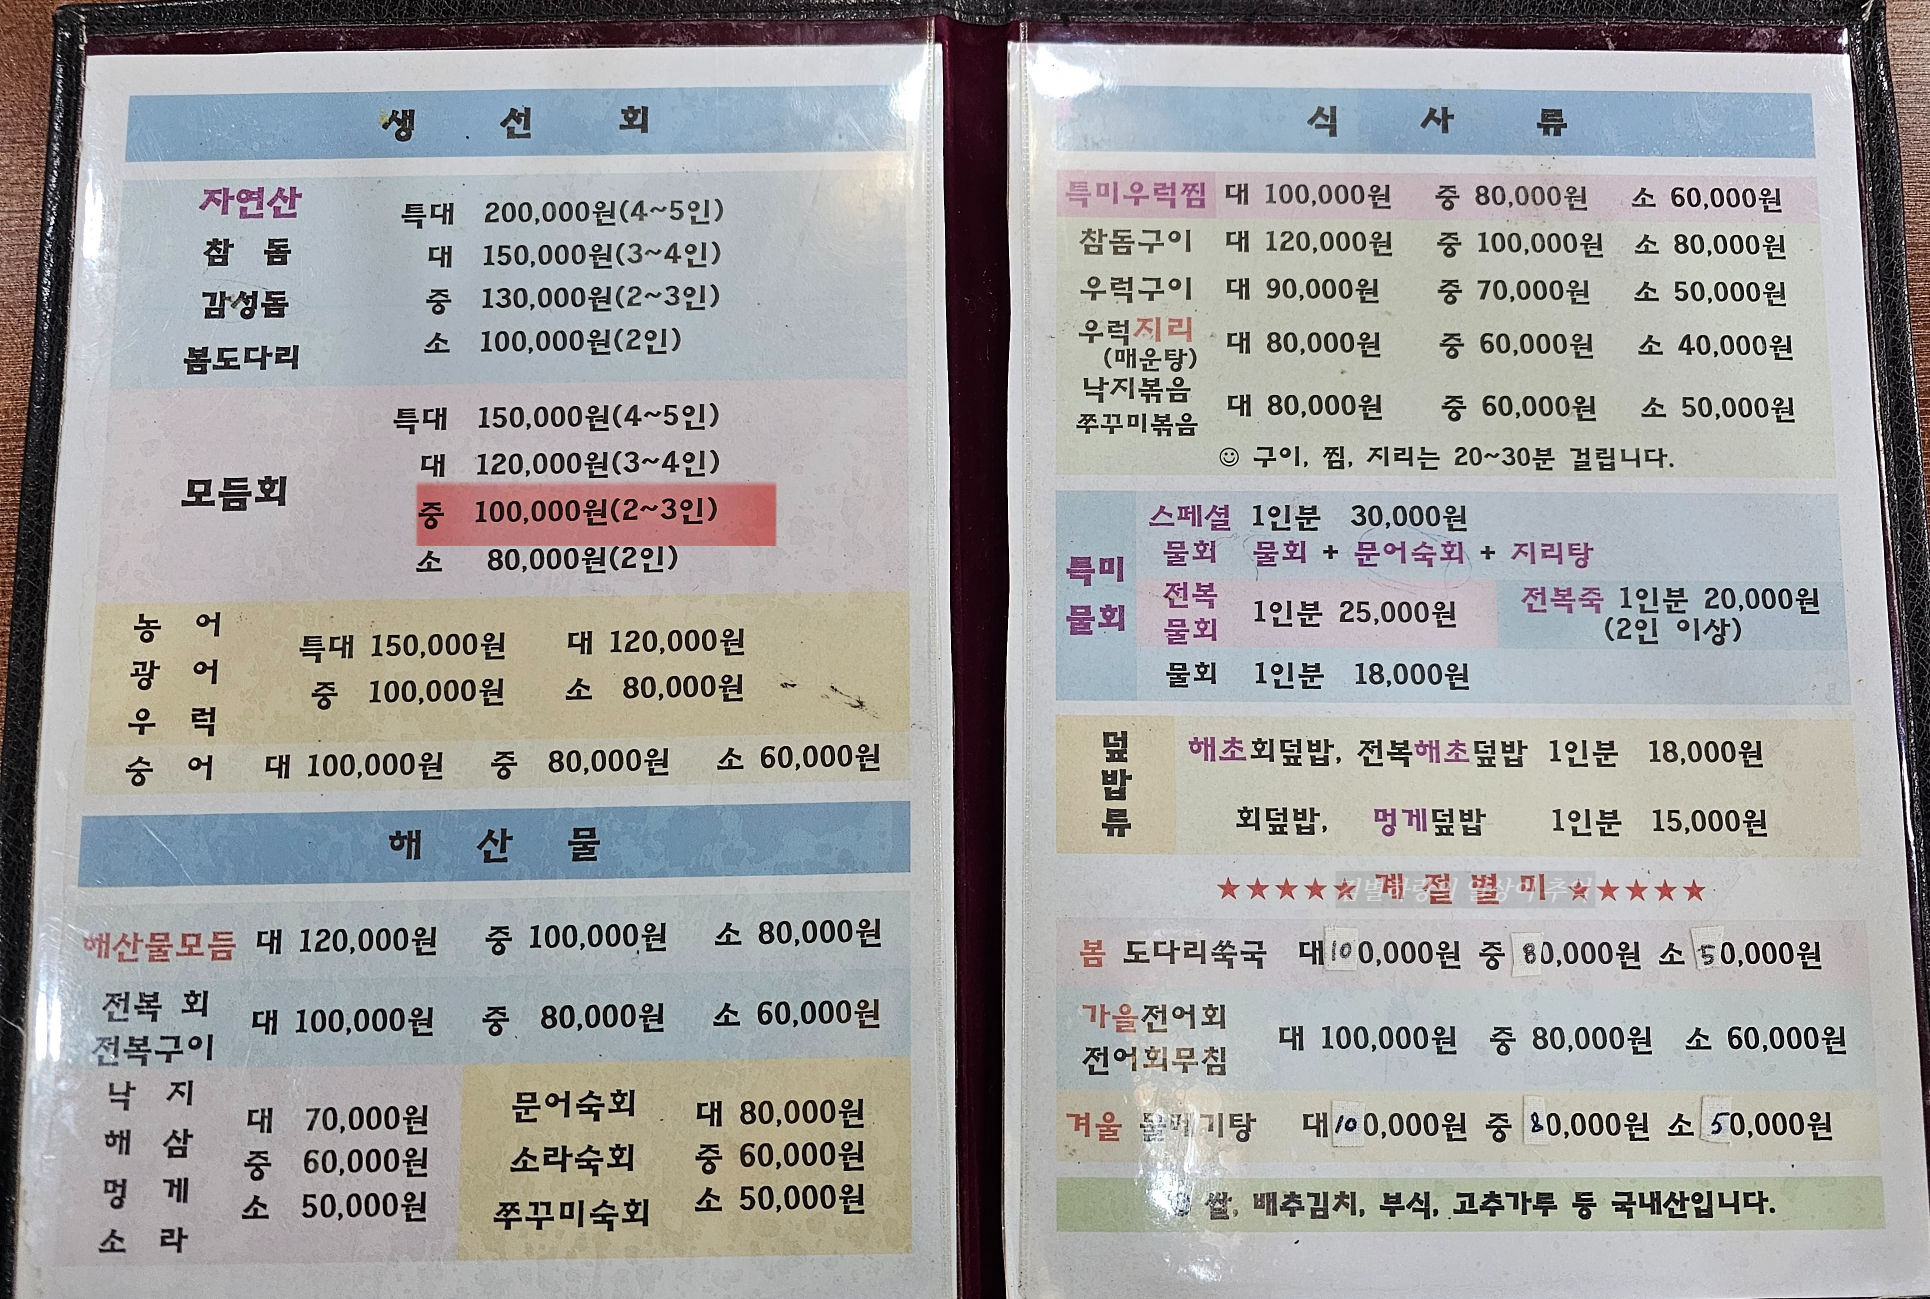 생 선 회
자연산
참 돔
감성돔
봄도다리
특대 200,000원(4~5인)
대 150,000원(3~4인)
중 130,000원(2~3인)
소 100,000원(2인)
모듬회
특대 150,000원(4~5인)
대 120,000원(3~4인)
중 100,000원(2~3인)
소 80,000원(2인)
농 어
광 어
우 럭
특대 150,000원 대 120,000원
중 100,000원 소 80,000원
숭 어 대 100,000원 중 80,000원 소 60,000원
해 산 물
해산물모듬 대 120,000원 중 100,000원 소 80,000원
전복 회
전복구이
대 100,000원 중 80,000원 소 60,000원
낙 지
해 삼
멍 게
소 라
대 70,000원
중 60,000원
소 50,000원
문어숙회
소라숙회
쭈꾸미숙회
대 80,000원
중 60,000원
소 50,000원
식 사 류
특미우럭찜 대 100,000원 중 80,000원 소 60,000원
참돔구이 대 120,000원 중 100,000원 소 80,000원
우럭구이 대 90,000원 중 70,000원 소 50,000원
우럭지리
(매운탕)
대 80,000원 중 60,000원 소 40,000원
낙지볶음
쭈꾸미볶음
대 80,000원 중 60,000원 소 50,000원
☺ 구이, 찜, 지리는 20~30분 걸립니다.
특미
물회
스페셜 1인분 30,000원
물회 물회 + 문어숙회 + 지리탕
전복
물회
1인분 25,000원
전복죽 1인분 20,000원
(2인 이상)
물회 1인분 18,000원
덮
밥
류
해초회덮밥, 전복해초덮밥 1인분 18,000원
회덮밥, 멍게덮밥 1인분 15,000원
★★★★★ 계 절 별 미 ★★★★★
봄 도다리쑥국 대 100,000원 중 80,000원 소 50,000원
가을전어회
전어회무침
대 100,000원 중 80,000원 소 60,000원
겨울 물메기탕 대 100,000원 중 80,000원 소 50,000원
쌀, 배추김치, 부식, 고추가루 등 국내산입니다.